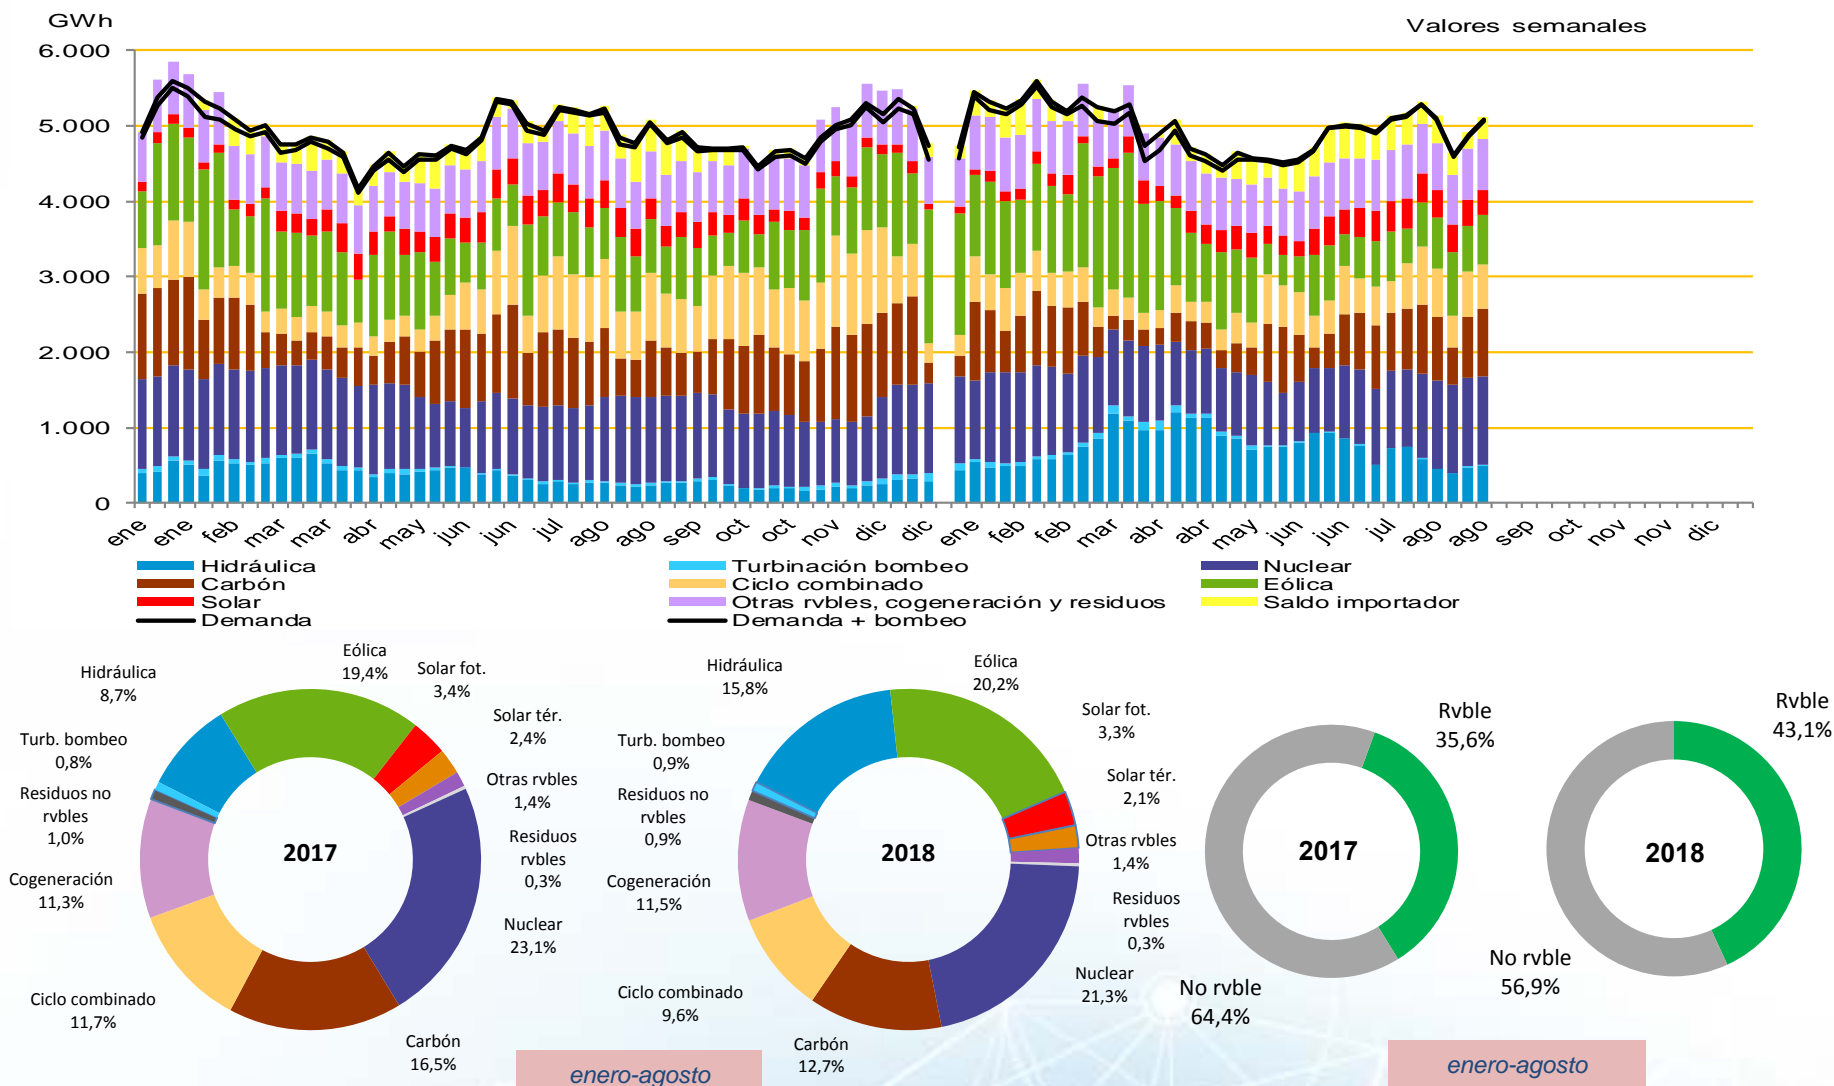 GWh
Valores semanales
6.000
5.000
4.000
3.000
2.000
1.000
0
ene
ene
feb
mar
mar
abr
may
jun
jun
jul
ago
ago
sep
oct
oct
nov
dic
dic
ene
feb
feb
mar
abr
abr
may
jun
jun
jul
ago
ago
sep
oct
nov
nov
dic
Hidráulica
Turbinación bombeo
Nuclear
Carbón
Ciclo combinado
Eólica
Solar
Otras rvbles, cogeneración y residuos
Saldo importador
Demanda
Demanda + bombeo
Eólica
19,4%
Solar fot.
3,4%
Solar tér.
2,4%
Otras rvbles
1,4%
Residuos
rvbles
0,3%
Nuclear
23,1%
Carbón
16,5%
Ciclo combinado
11,7%
Cogeneración
11,3%
Residuos no
rvbles
1,0%
Turb. bombeo
0,8%
Hidráulica
8,7%
2017
Eólica
20,2%
Solar fot.
3,3%
Solar tér.
2,1%
Otras rvbles
1,4%
Residuos
rvbles
0,3%
Nuclear
21,3%
Carbón
12,7%
Ciclo combinado
9,6%
Cogeneración
11,5%
Residuos no
rvbles
0,9%
Turb. bombeo
0,9%
Hidráulica
15,8%
2018
enero-agosto
Rvble
35,6%
No rvble
64,4%
2017
Rvble
43,1%
No rvble
56,9%
2018
enero-agosto